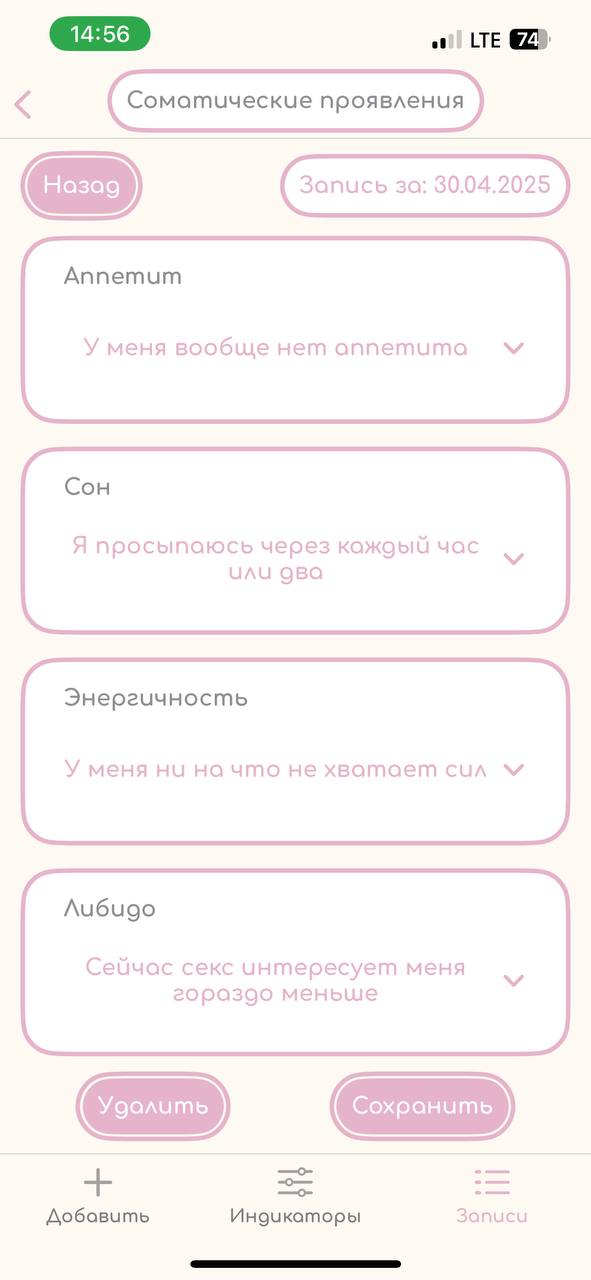 14:56
LTE 74
Соматические проявления
Назад
Запись за: 30.04.2025
Аппетит
У меня вообще нет аппетита
Сон
Я просыпаюсь через каждый час
или два
Энергичность
У меня ни на что не хватает сил
Либидо
Сейчас секс интересует меня
гораздо меньше
Удалить
Сохранить
Добавить
Индикаторы
Записи